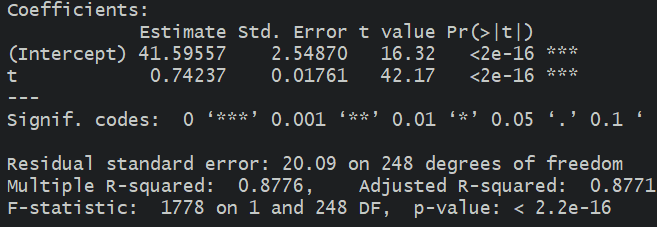 Coefficients:
            Estimate Std. Error t value Pr(>|t|)
(Intercept) 41.59557    2.54870   16.32   <2e-16 ***
t            0.74237    0.01761   42.17   <2e-16 ***
---
Signif. codes:  0 ‘***’ 0.001 ‘**’ 0.01 ‘*’ 0.05 ‘.’ 0.1 ‘
Residual standard error: 20.09 on 248 degrees of freedom
Multiple R-squared:  0.8776,    Adjusted R-squared:  0.8771
F-statistic:  1778 on 1 and 248 DF,  p-value: < 2.2e-16